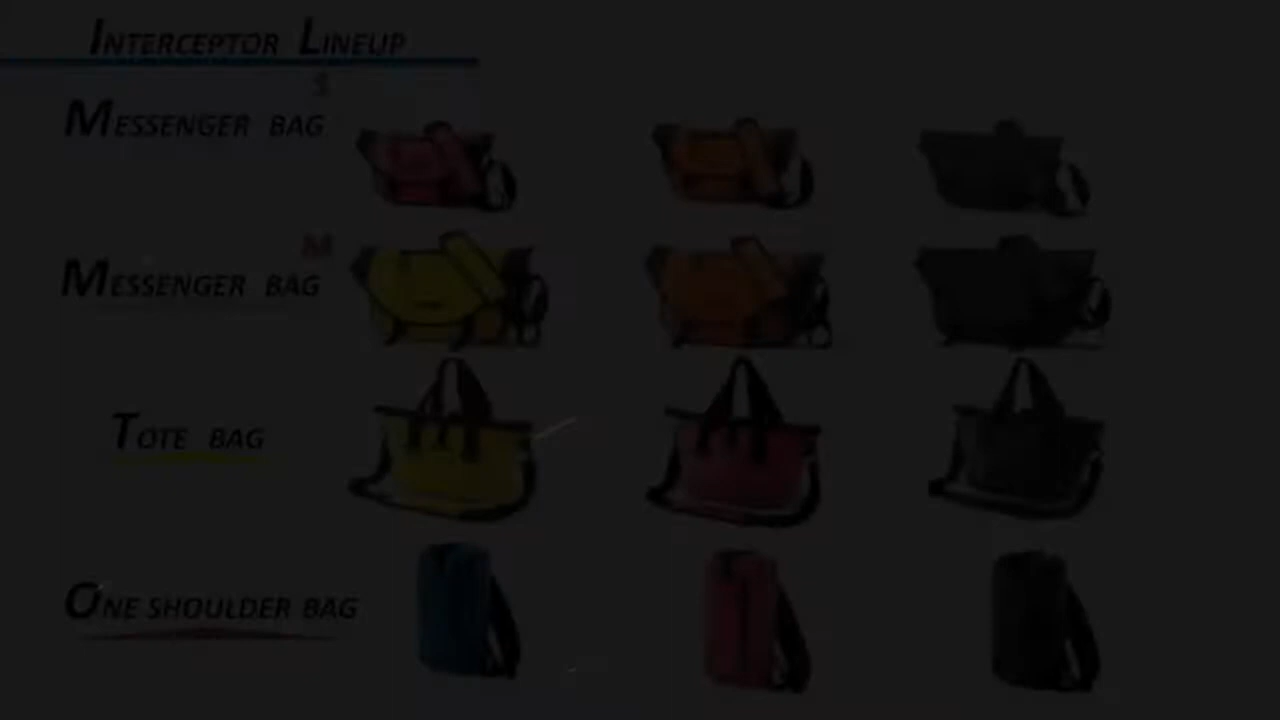 INTERCEPTOR LINEUP
S
MESSENGER BAG
M
MESSENGER BAG
TOTE BAG
ONE SHOULDER BAG